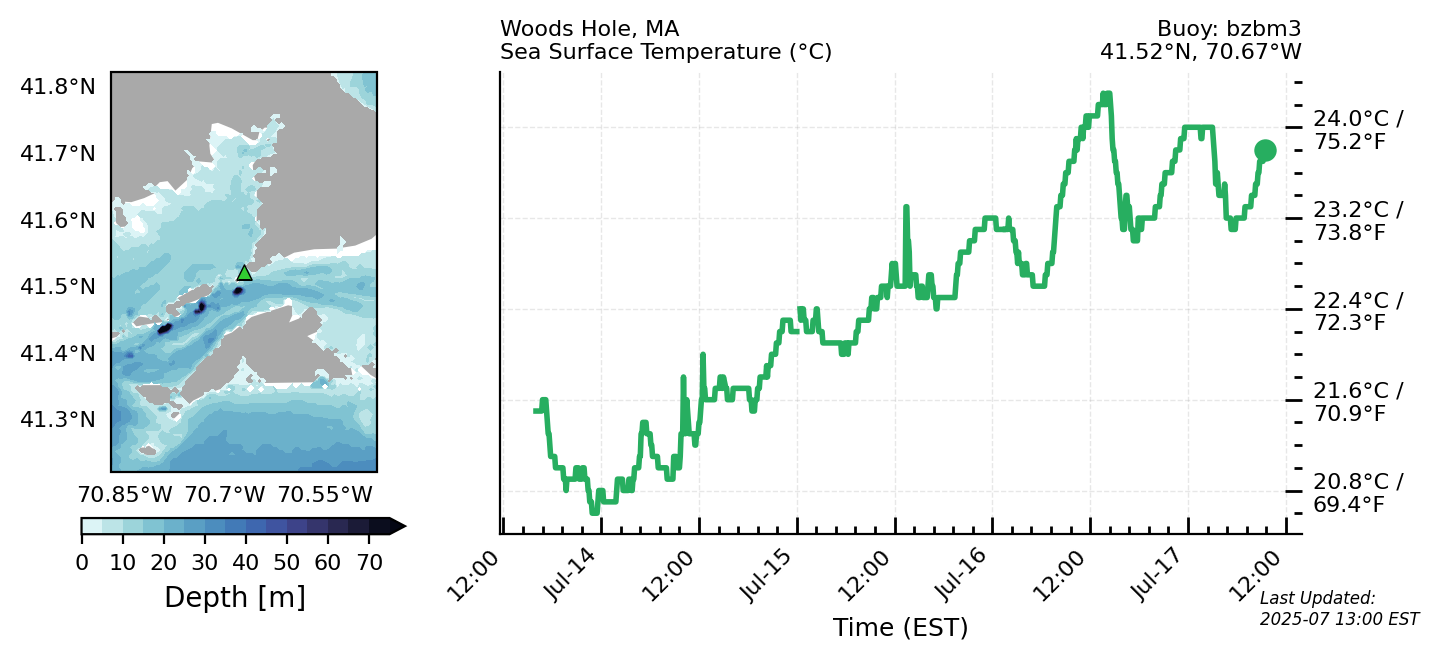 Woods Hole, MA
Sea Surface Temperature (°C)
Buoy: bzbm3
41.52°N, 70.67°W
41.8°N
41.7°N
41.6°N
41.5°N
41.4°N
41.3°N
70.85°W 70.7°W 70.55°W
0 10 20 30 40 50 60 70
Depth [m]
24.0°C /
75.2°F
23.2°C /
73.8°F
22.4°C /
72.3°F
21.6°C /
70.9°F
20.8°C /
69.4°F
12:00
Jul-14
12:00
Jul-15
12:00
Jul-16
12:00
Jul-17
12:00
Time (EST)
Last Updated:
2025-07 13:00 EST